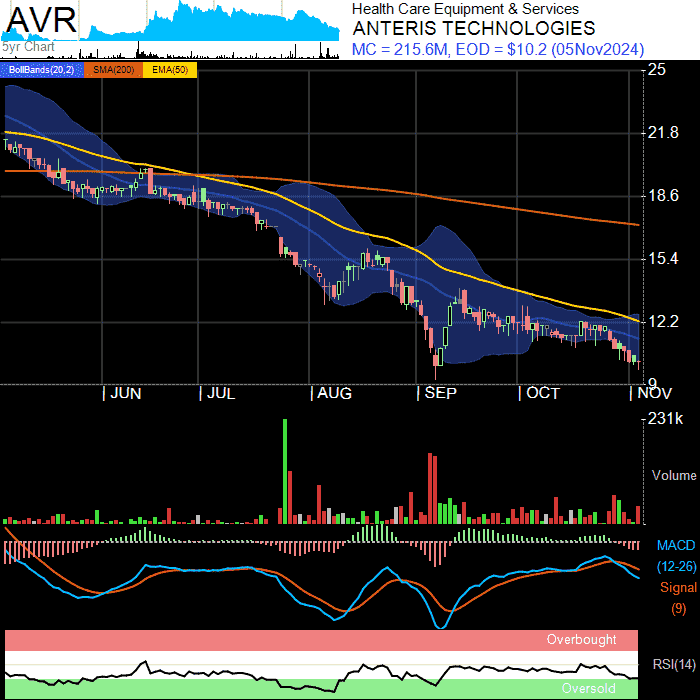 AVR
5yr Chart
Health Care Equipment & Services
ANTERIS TECHNOLOGIES
MC = 215.6M, EOD = $10.2 (05Nov2024)
BollBands(20,2) SMA(200) EMA(50)
25
21.8
18.6
15.4
12.2
9
JUN JUL AUG SEP OCT NOV
231k
Volume
MACD
(12-26)
Signal
(9)
Overbought
RSI(14)
Oversold